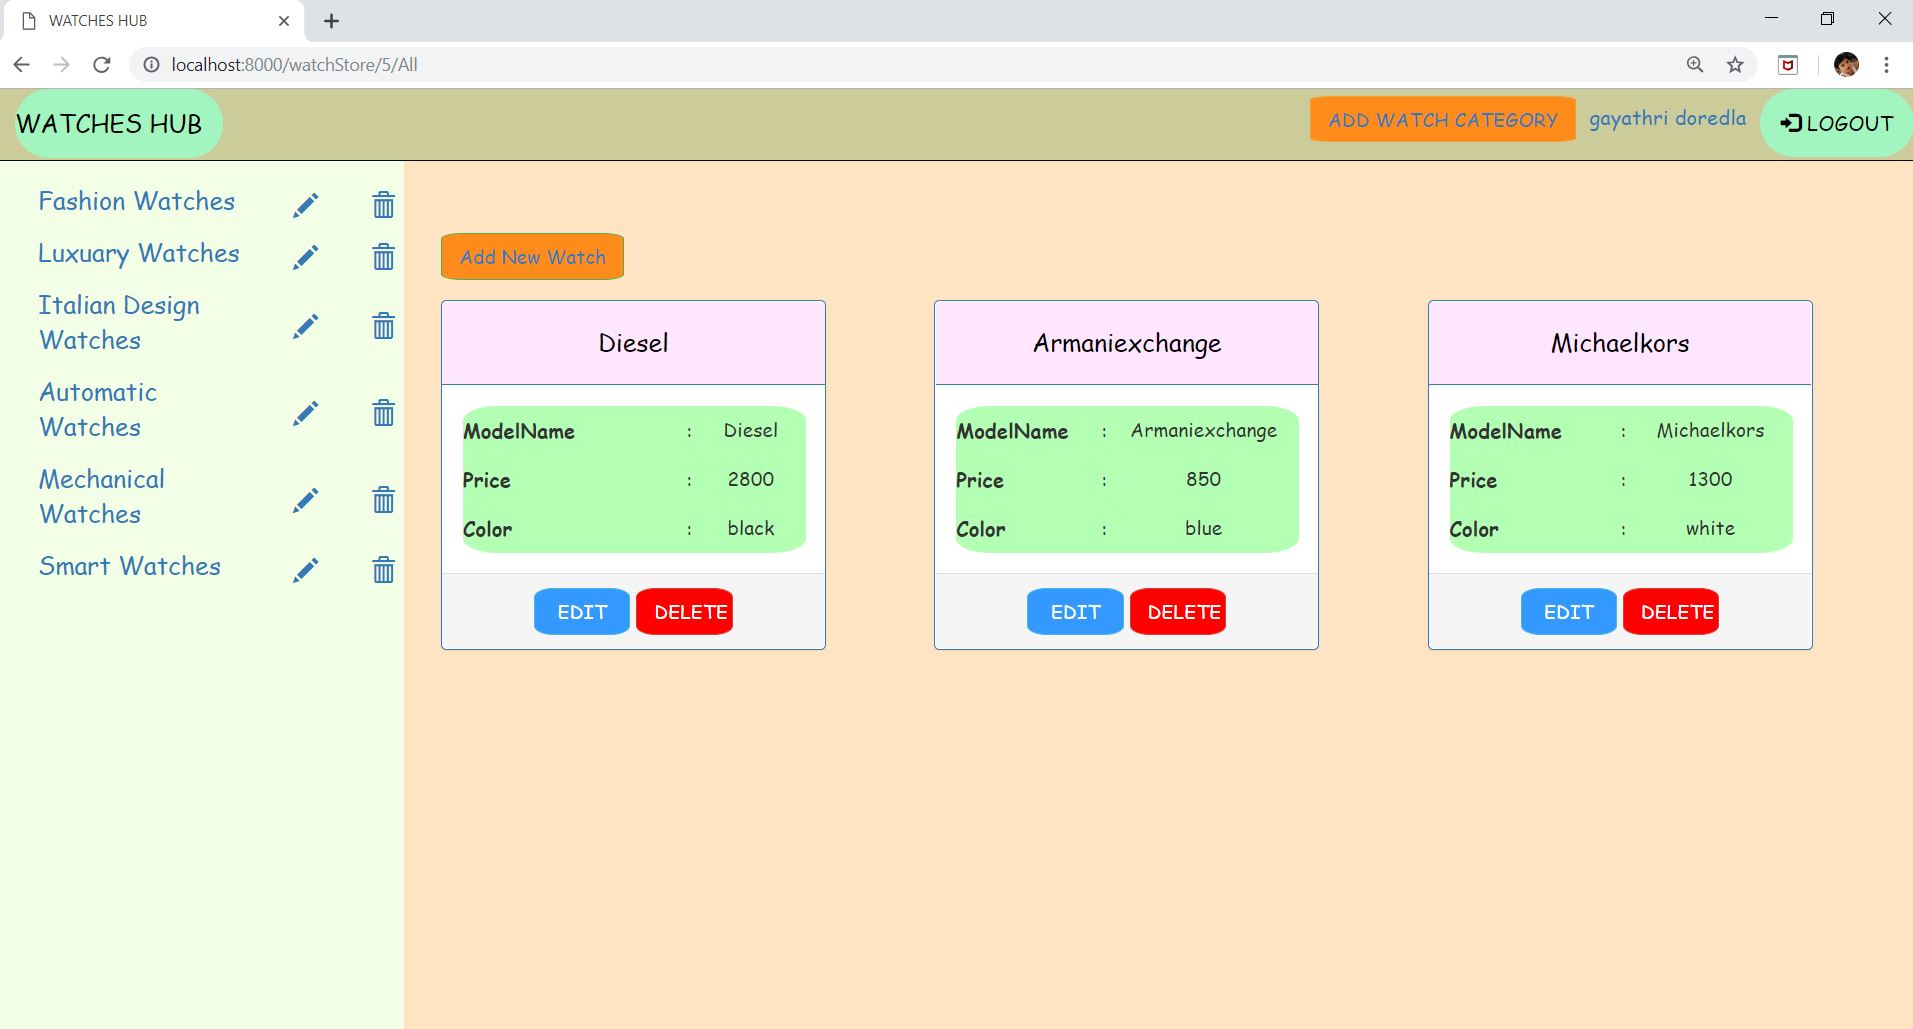 WATCHES HUB
localhost:8000/watchStore/5/All
WATCHES HUB
ADD WATCH CATEGORY
gayathri doredla
LOGOUT
Fashion Watches
Luxuary Watches
Italian Design
Watches
Automatic
Watches
Mechanical
Watches
Smart Watches
Add New Watch
Diesel
ModelName : Diesel
Price : 2800
Color : black
EDIT DELETE
Armaniexchange
ModelName : Armaniexchange
Price : 850
Color : blue
EDIT DELETE
Michaelkors
ModelName : Michaelkors
Price : 1300
Color : white
EDIT DELETE